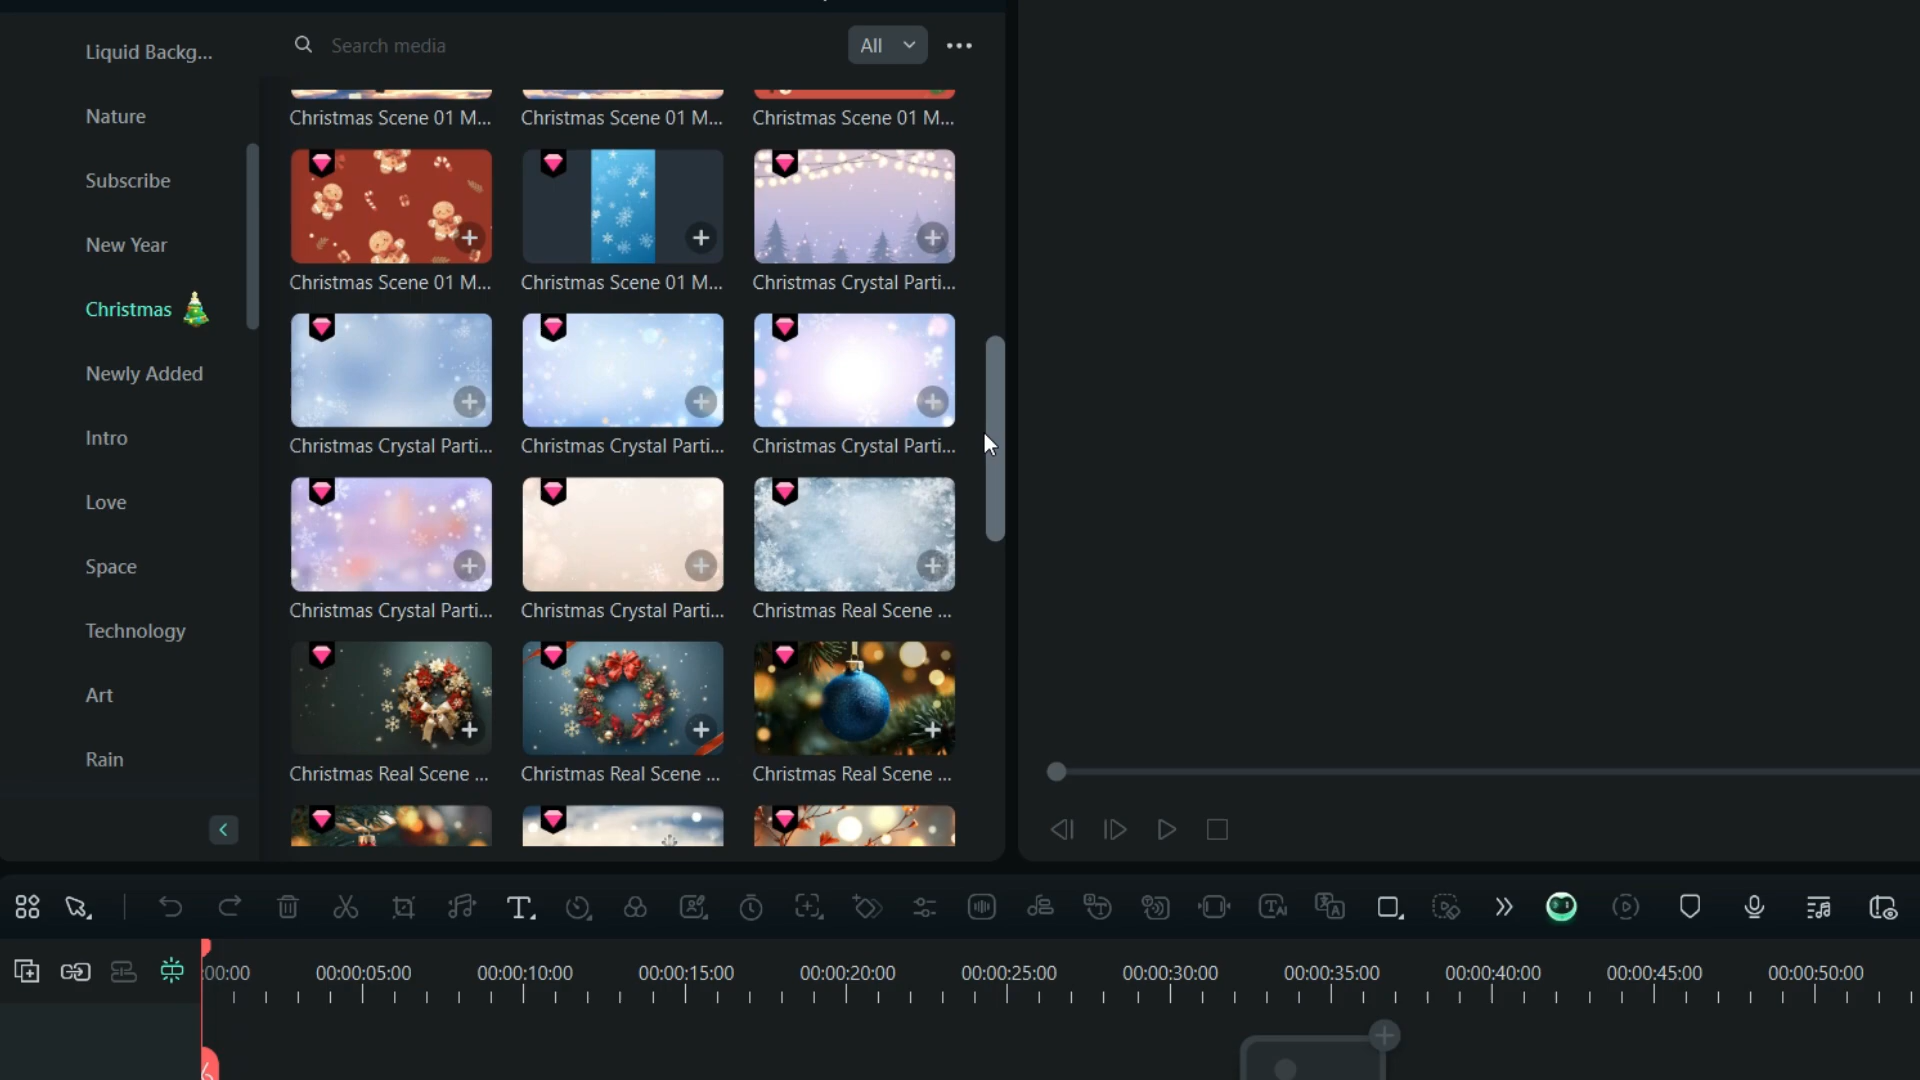 Liquid Backg...
Nature
Subscribe
New Year
Christmas
Newly Added
Intro
Love
Space
Technology
Art
Rain
Search media
All
Christmas Scene 01 M... Christmas Scene 01 M... Christmas Scene 01 M...
Christmas Scene 01 M... Christmas Scene 01 M... Christmas Crystal Parti...
Christmas Crystal Parti... Christmas Crystal Parti... Christmas Crystal Parti...
Christmas Crystal Parti... Christmas Crystal Parti... Christmas Real Scene ...
Christmas Real Scene ... Christmas Real Scene ... Christmas Real Scene ...
:00:00 00:00:05:00 00:00:10:00 00:00:15:00 00:00:20:00 00:00:25:00 00:00:30:00 00:00:35:00 00:00:40:00 00:00:45:00 00:00:50:00